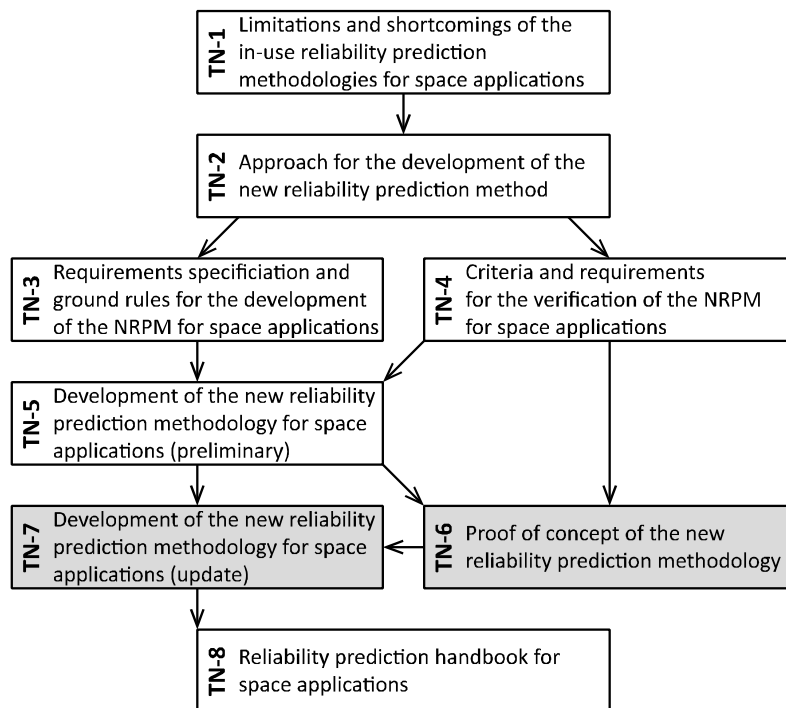 TN-1
Limitations and shortcomings of the
in-use reliability prediction
methodologies for space applications
TN-2
Approach for the development of the
new reliability prediction method
TN-3
Requirements specificiation and
ground rules for the development
of the NRPM for space applications
TN-4
Criteria and requirements
for the verification of the NRPM
for space applications
TN-5
Development of the new reliability
prediction methodology for space
applications (preliminary)
TN-7
Development of the new reliability
prediction methodology for space
applications (update)
TN-6
Proof of concept of the new
reliability prediction methodology
TN-8
Reliability prediction handbook for
space applications